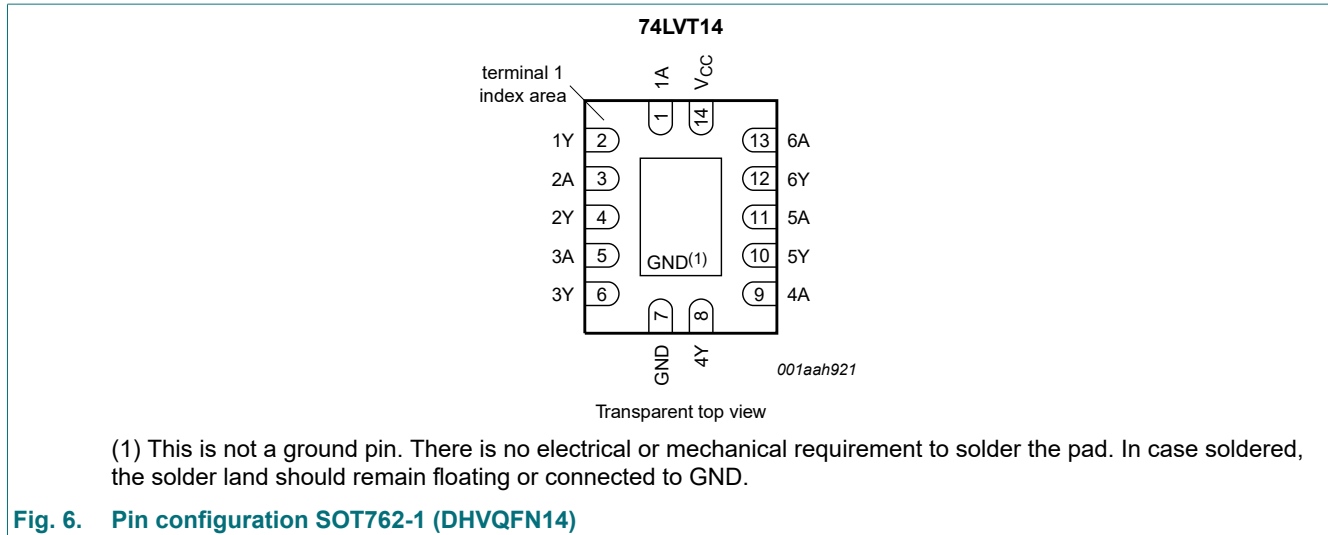 74LVT14
terminal 1
index area
1A
VCC
1
14
1Y 2
13 6A
2A 3
12 6Y
2Y 4
11 5A
3A 5
10 5Y
GND(1)
3Y 6
9 4A
7
8
GND
4Y
001aah921
Transparent top view
(1) This is not a ground pin. There is no electrical or mechanical requirement to solder the pad. In case soldered,
the solder land should remain floating or connected to GND.
Fig. 6. Pin configuration SOT762-1 (DHVQFN14)